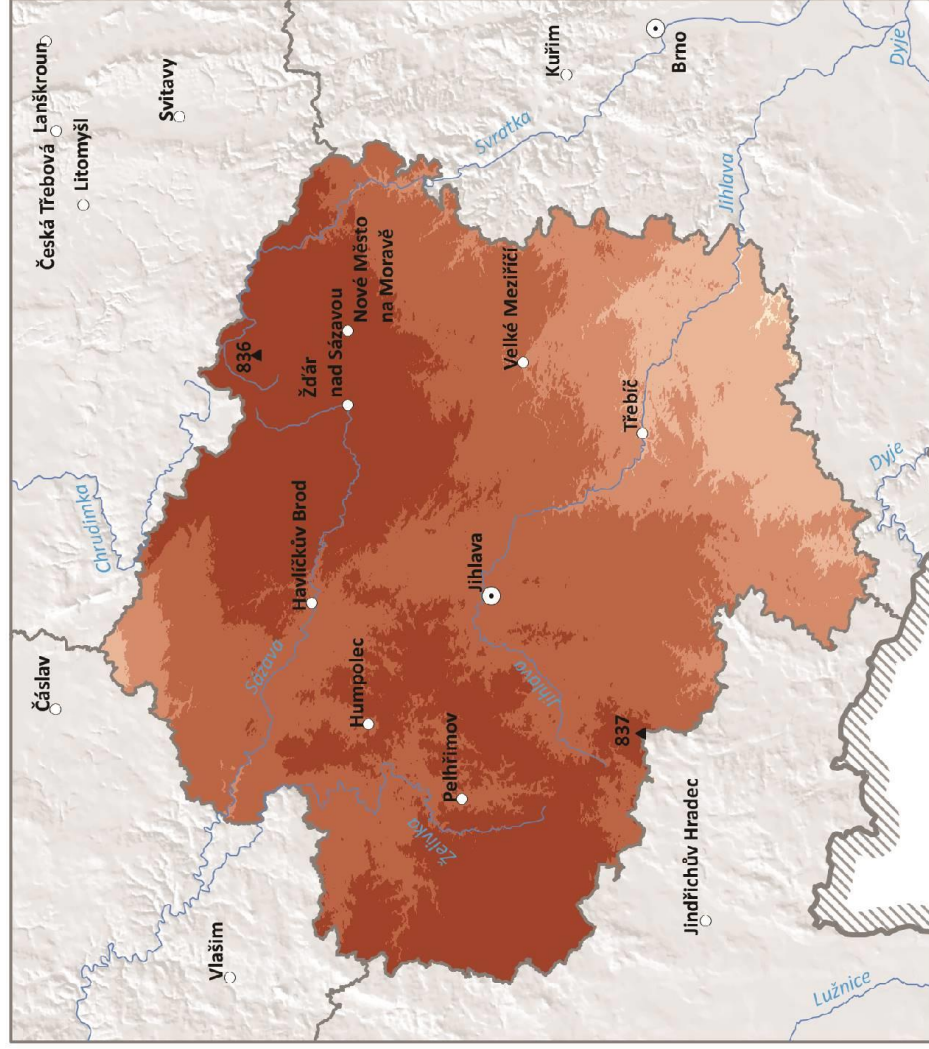 Čáslav
Chrudimka
Česká Třebová
Lanškroun
Litomyšl
Svitavy
Vlašim
Sázava
Havlíčkův Brod
836
Žďár
nad Sázavou
Nové Město
na Moravě
Humpolec
Želivka
Pelhřimov
Jihlava
Jihlava
Velké Meziříčí
Svratka
Kuřim
Brno
Třebíč
Jihlava
Dyje
837
Jindřichův Hradec
Lužnice
Dyje